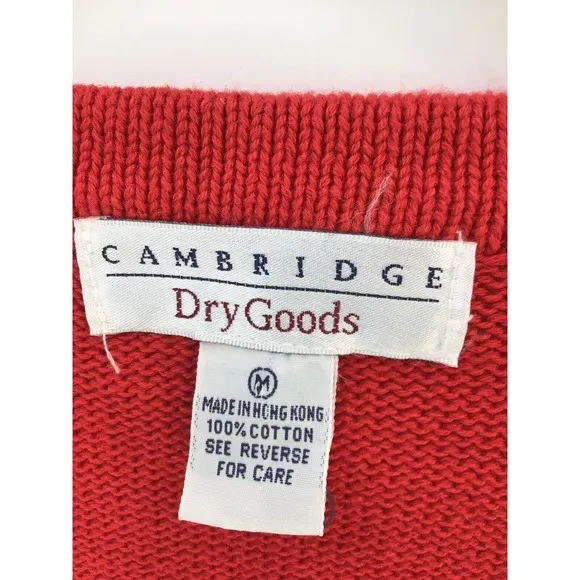 CAMBRIDGE
Dry Goods
M
MADE IN HONG KONG
100% COTTON
SEE REVERSE
FOR CARE